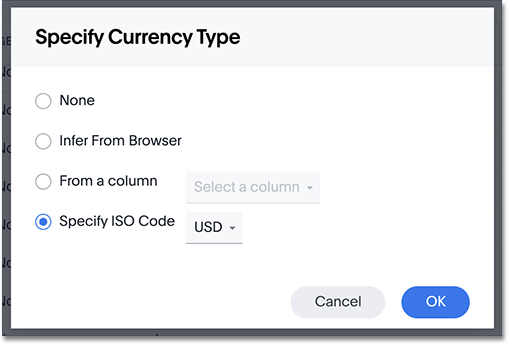 Specify Currency Type
None
Infer From Browser
From a column Select a column
Specify ISO Code USD
Cancel OK